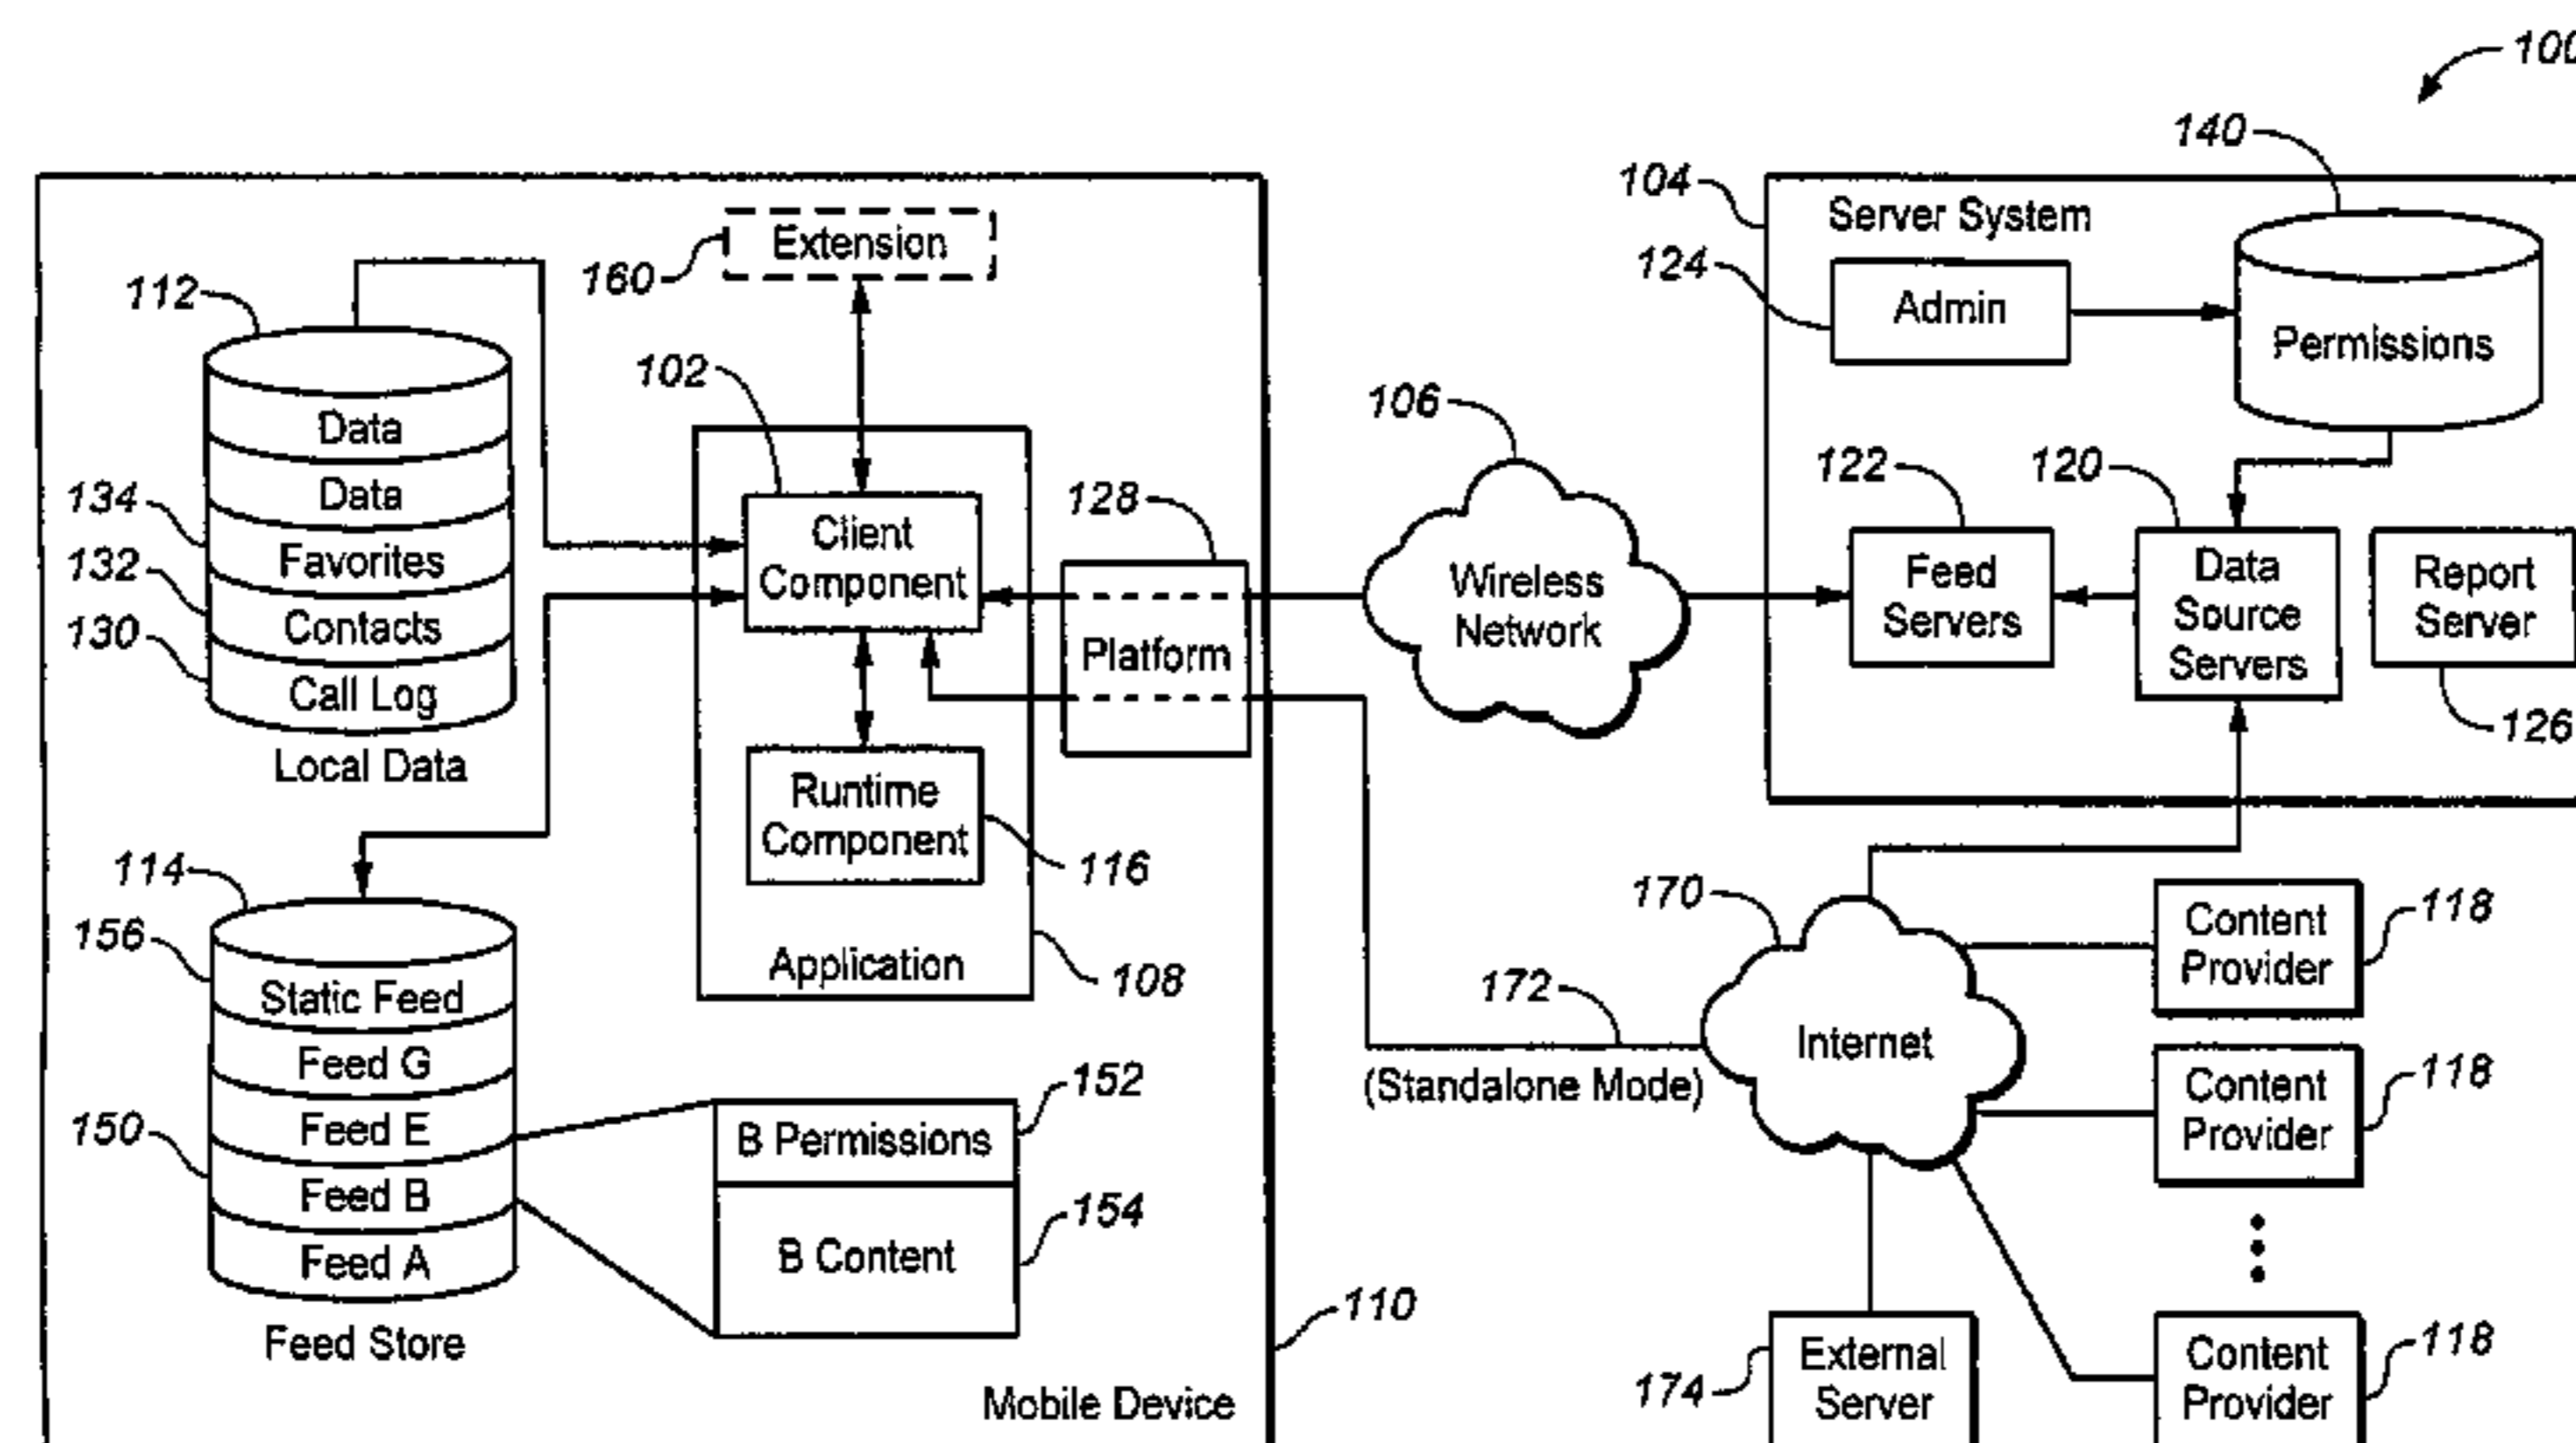 100
140
104
Server System
124
Admin
Permissions
160
Extension
112
102
106
122
120
128
Data
Data
134
Favorites
132
Contacts
130
Call Log
Local Data
Client
Component
Platform
Wireless
Network
Feed
Servers
Data
Source
Servers
Report
Server
126
Runtime
Component
116
Application
108
114
156
Static Feed
Feed G
Feed E
150
Feed B
Feed A
Feed Store
B Permissions
152
B Content
154
110
Mobile Device
170
172
(Standalone Mode)
Internet
Content
Provider
118
Content
Provider
118
Content
Provider
118
174
External
Server